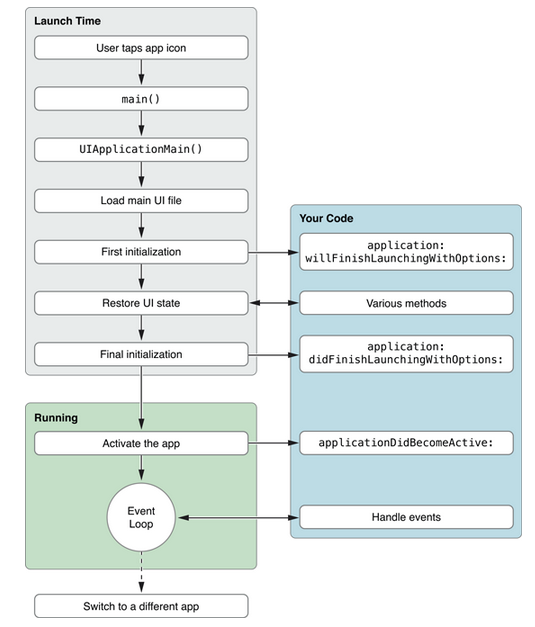 Launch Time
User taps app icon
main()
UIApplicationMain()
Load main UI file
First initialization
Restore UI state
Final initialization
Your Code
application:
willFinishLaunchingWithOptions:
Various methods
application:
didFinishLaunchingWithOptions:
applicationDidBecomeActive:
Handle events
Running
Activate the app
Event
Loop
Switch to a different app